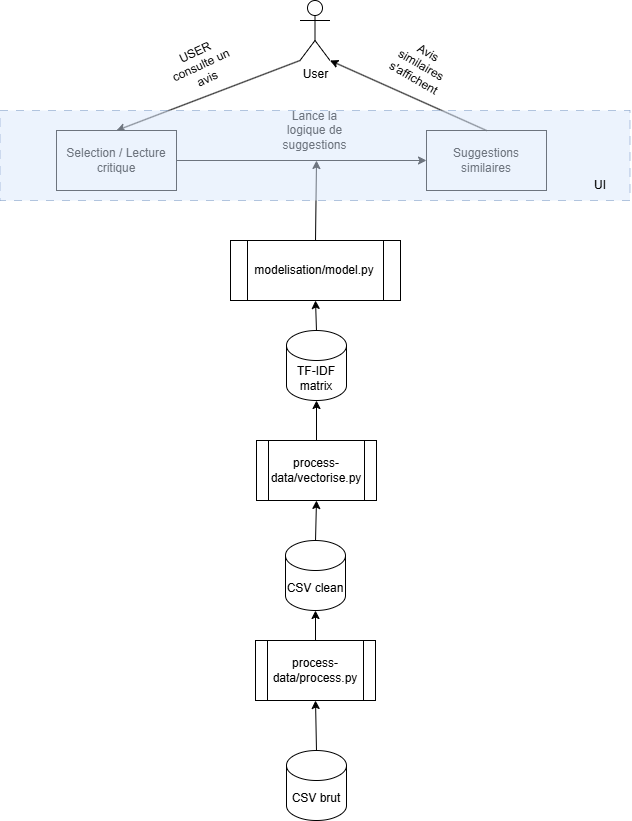 USER
consulte un
avis
Avis
similaires
s'affichent
User
Lance la
logique de
suggestions
Selection / Lecture
critique
Suggestions
similaires
UI
modelisation/model.py
TF-IDF
matrix
process-
data/vectorise.py
CSV clean
process-
data/process.py
CSV brut